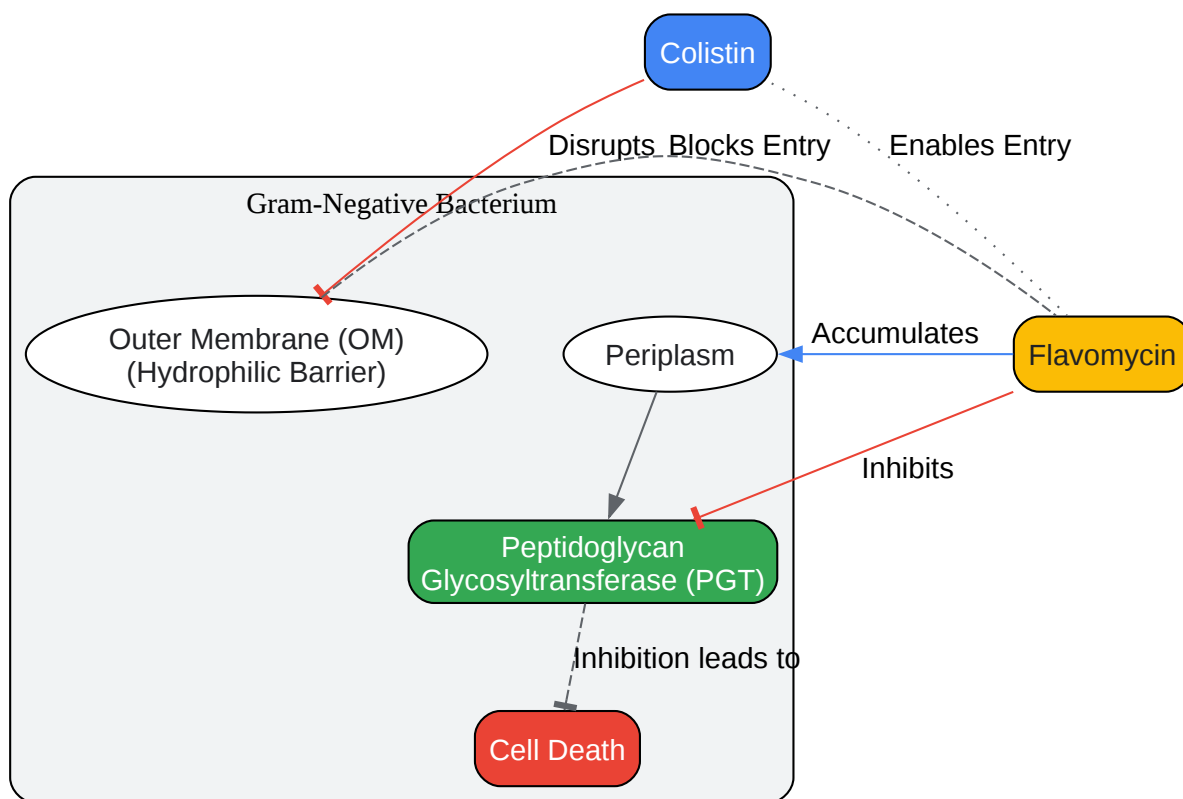 Colistin
Disrupts
Blocks Entry
Enables Entry
Gram-Negative Bacterium
Outer Membrane (OM)
(Hydrophilic Barrier)
Periplasm
Accumulates
Flavomycin
Inhibits
Peptidoglycan
Glycosyltransferase (PGT)
Inhibition leads to
Cell Death